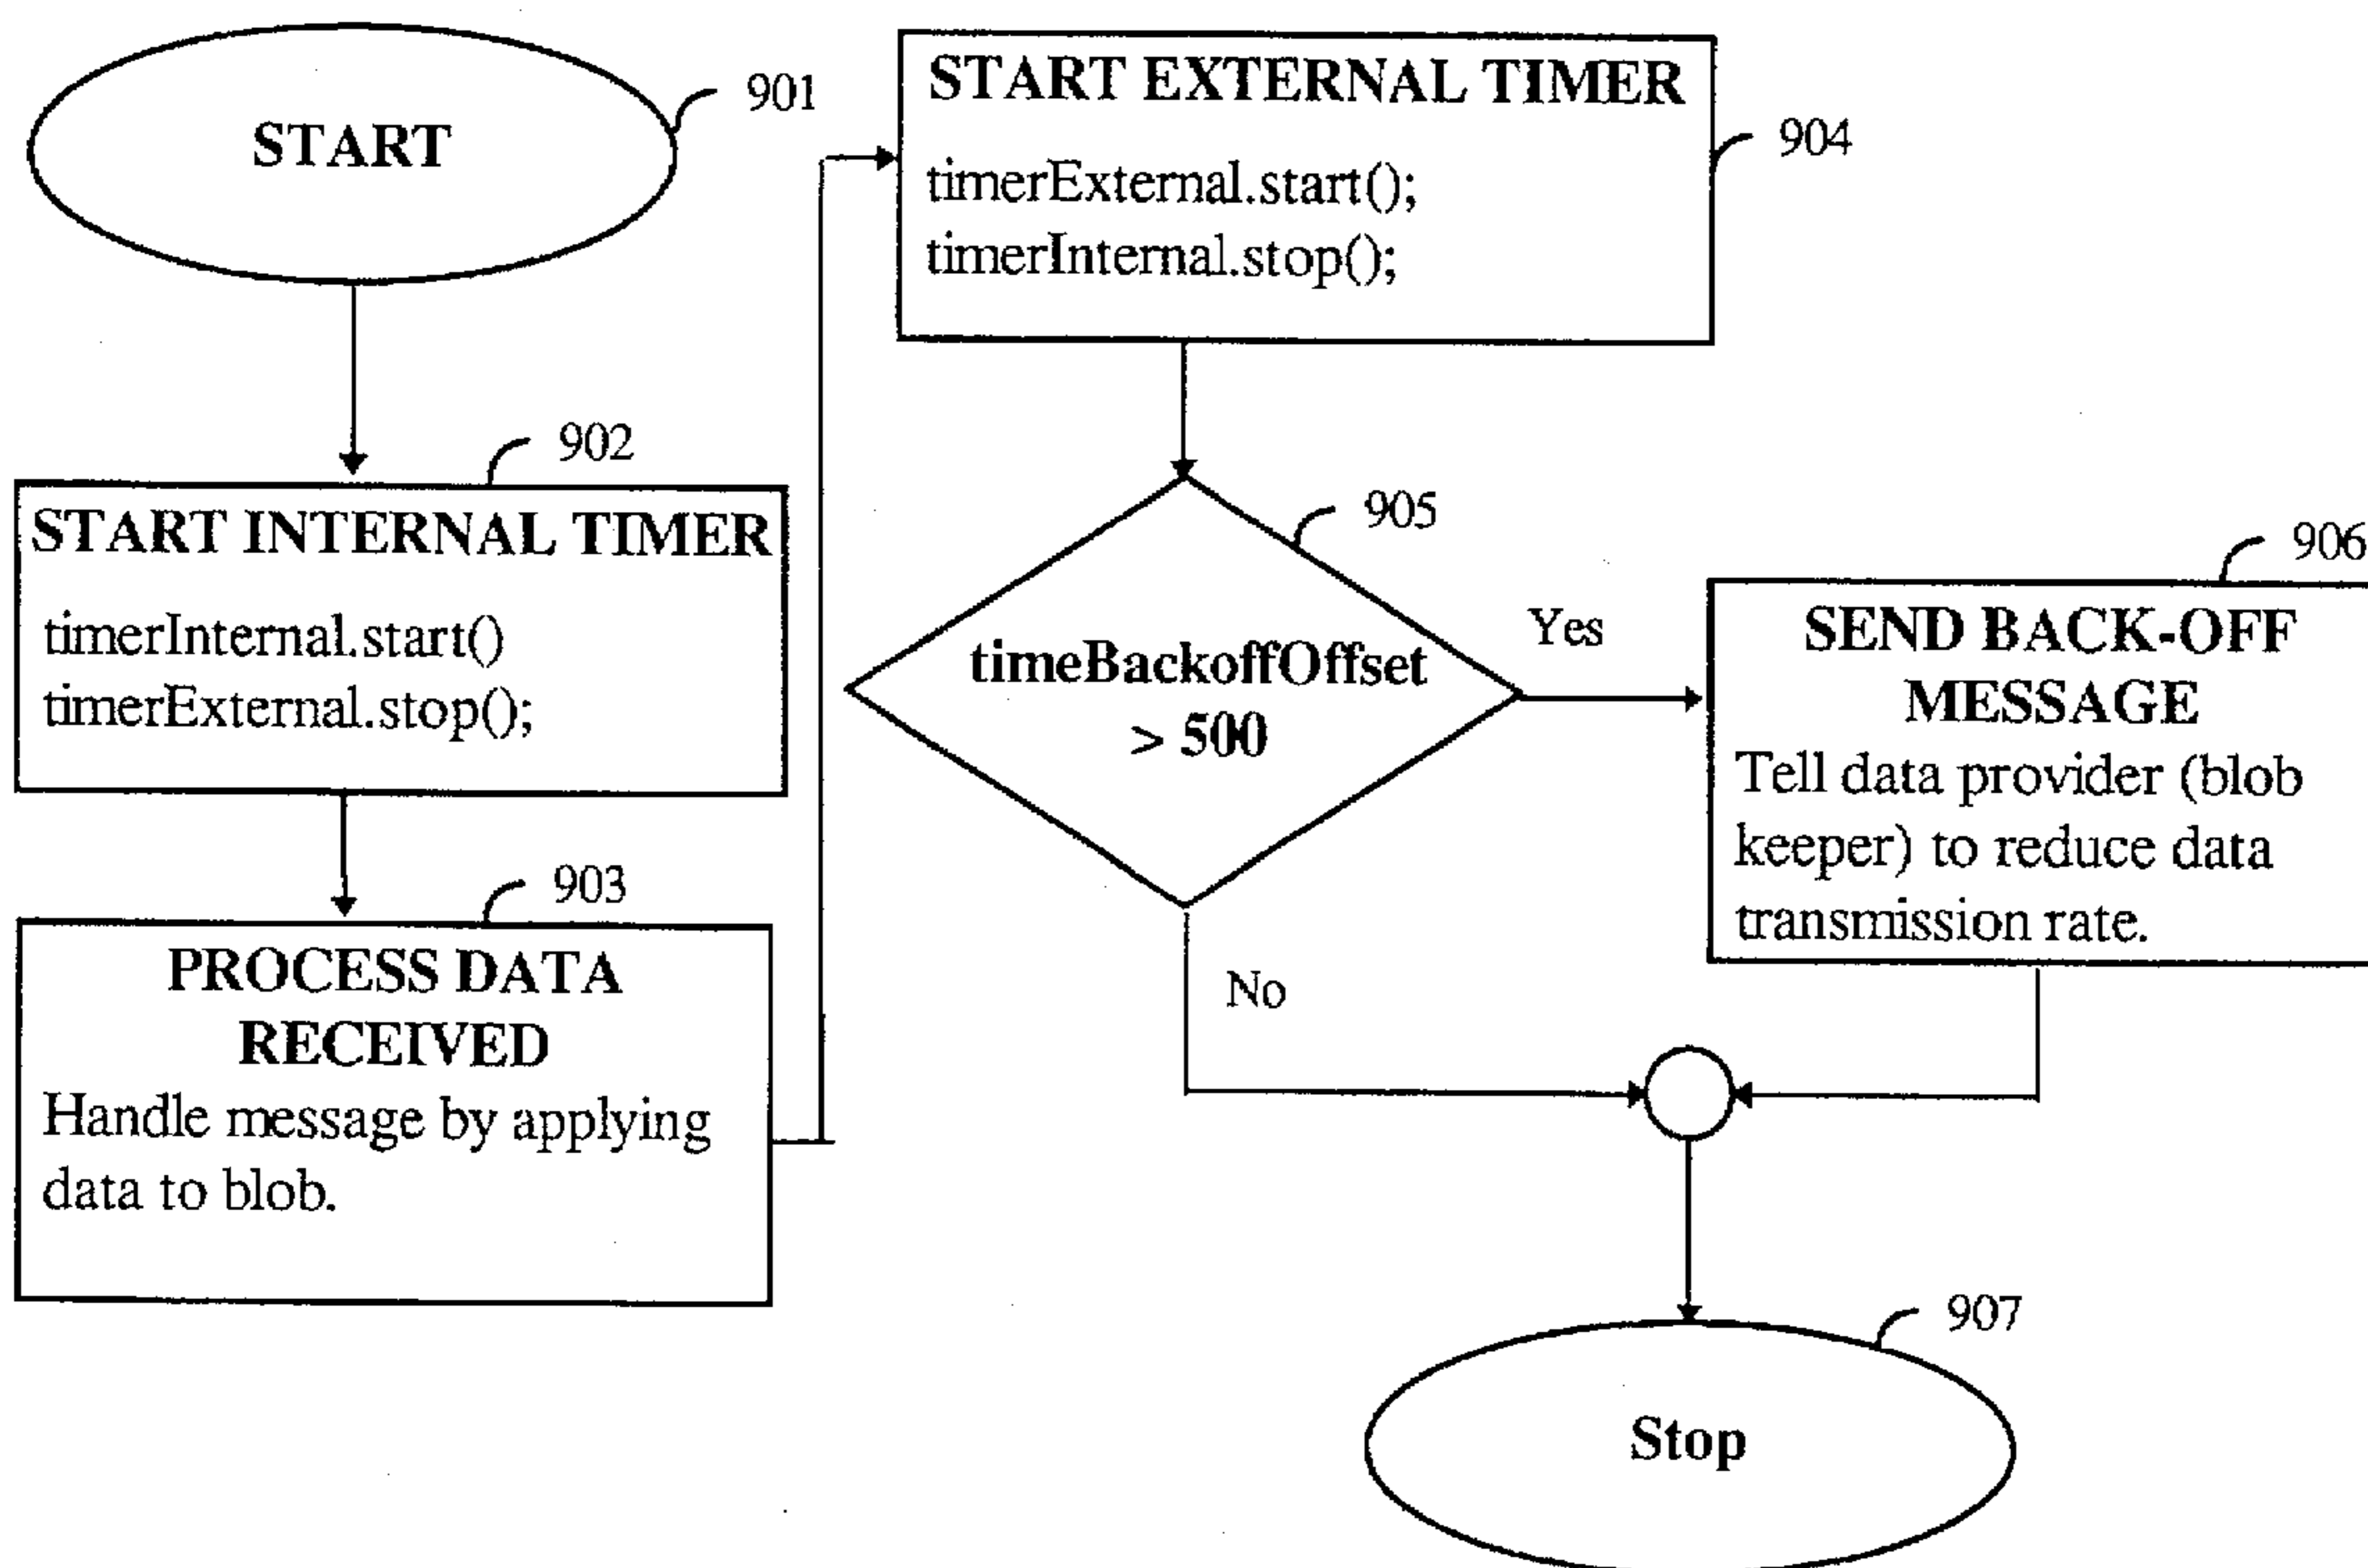 START
901
902
START INTERNAL TIMER
timerInternal.start()
timerExternal.stop();
903
PROCESS DATA
RECEIVED
Handle message by applying
data to blob.
START EXTERNAL TIMER
904
timerExternal.start();
timerInternal.stop();
905
timeBackoffOffset
> 500
Yes
No
906
SEND BACK-OFF
MESSAGE
Tell data provider (blob
keeper) to reduce data
transmission rate.
907
Stop